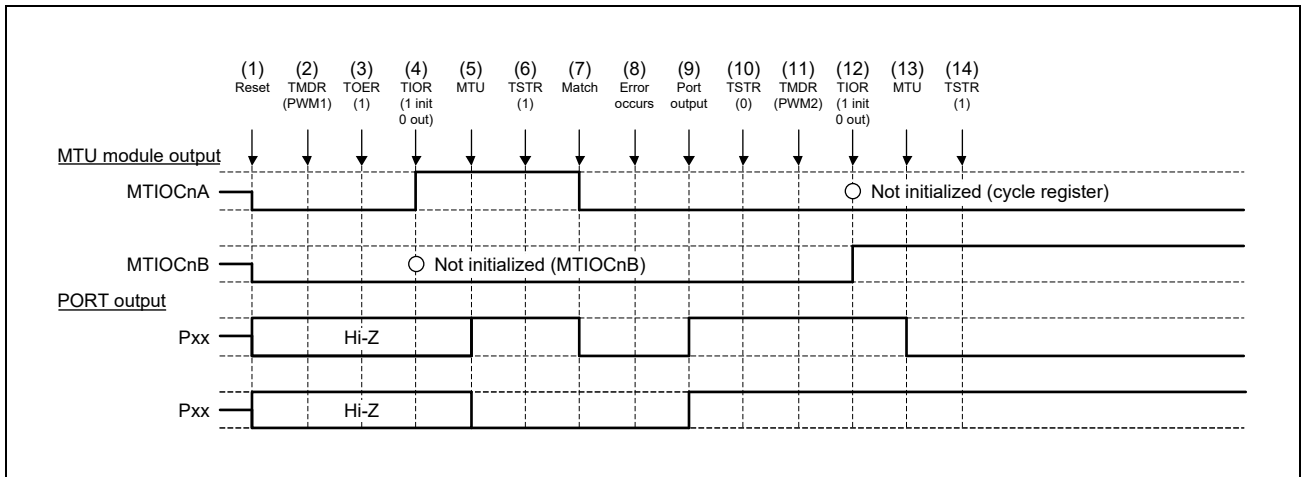 (1) (2) (3) (4) (5) (6) (7) (8) (9) (10) (11) (12) (13) (14)
Reset TMDR TOER TIOR MTU TSTR Match Error Port TSTR TMDR TIOR MTU TSTR
(PWM1) (1) (1 init (1) occurs output (0) (PWM2) (1 init (1)
0 out) 0 out)
MTU module output
MTIOCnA Not initialized (cycle register)
MTIOCnB Not initialized (MTIOCnB)
PORT output
Pxx Hi-Z
Pxx Hi-Z